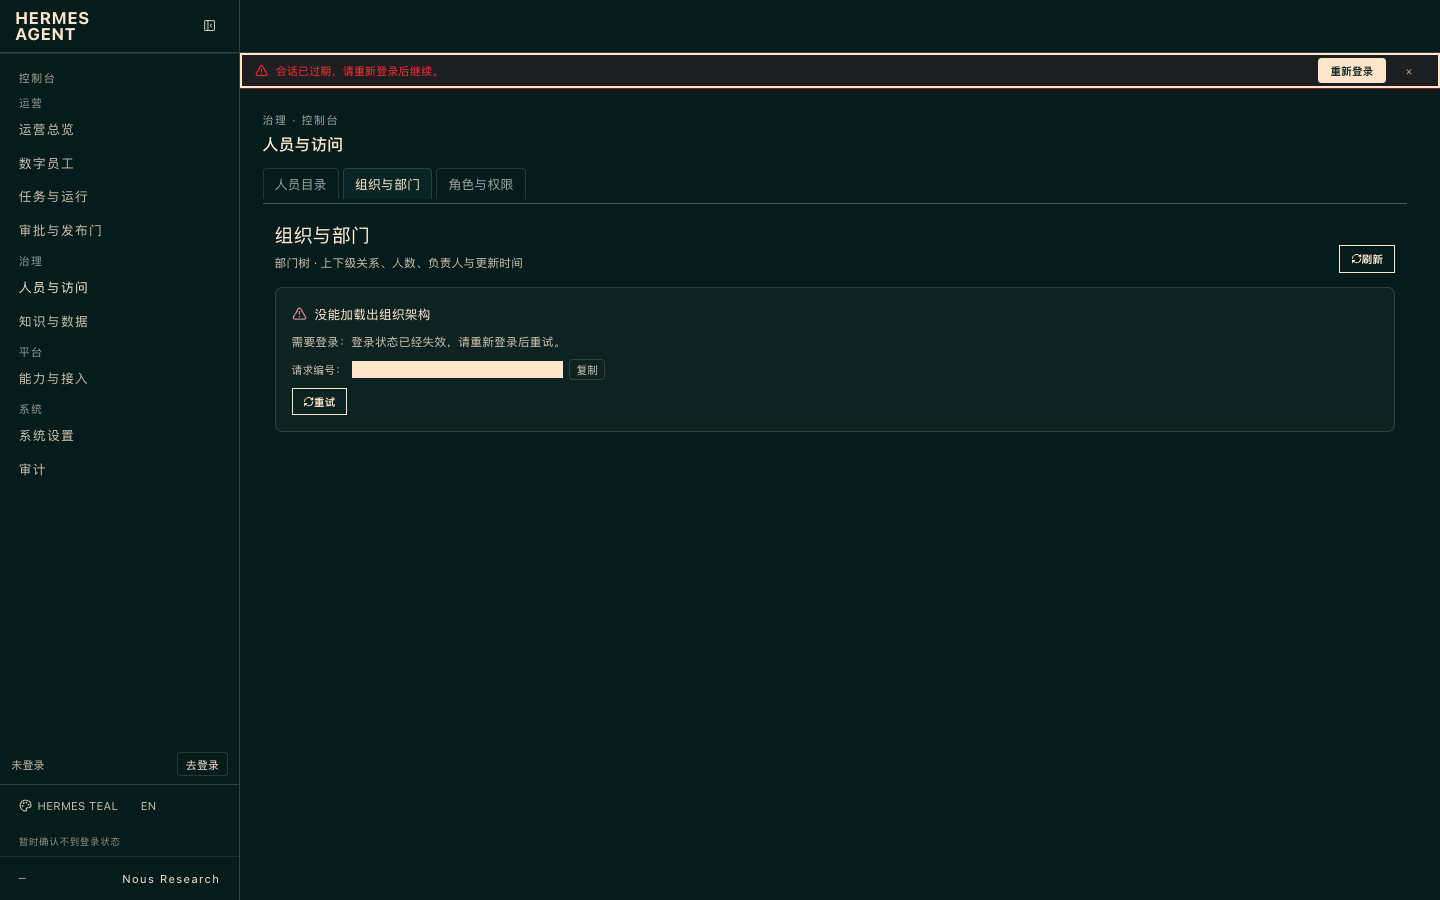 HERMES
AGENT
控制台
运营
运营总览
数字员工
任务与运行
审批与发布门
治理
人员与访问
知识与数据
平台
能力与接入
系统
系统设置
审计
未登录
去登录
HERMES TEAL EN
暂时确认不到登录状态
— Nous Research
会话已过期，请重新登录后继续。
重新登录 ×
治理 · 控制台
人员与访问
人员目录 组织与部门 角色与权限
组织与部门
部门树 · 上下级关系、人数、负责人与更新时间
刷新
没能加载出组织架构
需要登录：登录状态已经失效，请重新登录后重试。
请求编号： 复制
重试